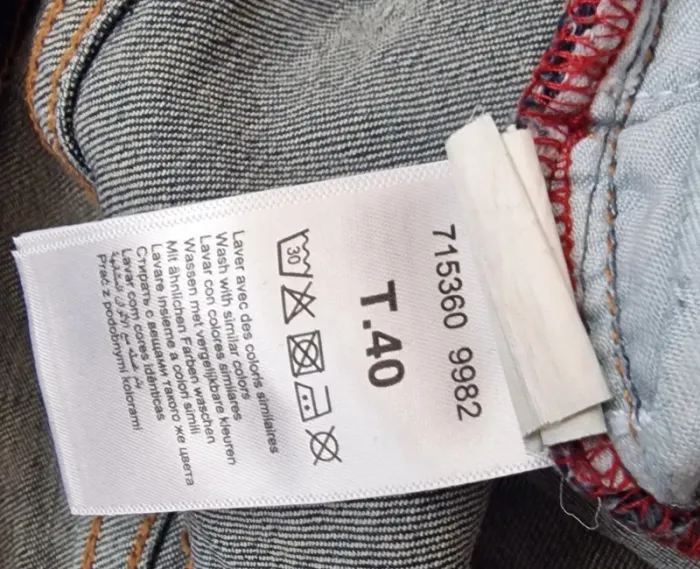 715360 9982
T.40
30
Laver avec des coloris similaires
Wash with similar colors
Lavar con colores similares
Wassen met vergelijkbare kleuren
Mit ähnlichen Farben waschen
Lavare insieme a colori simili
Стирать с вещами такого же цвета
Lavar com cores idênticas
Prać z podobnymi kolorami